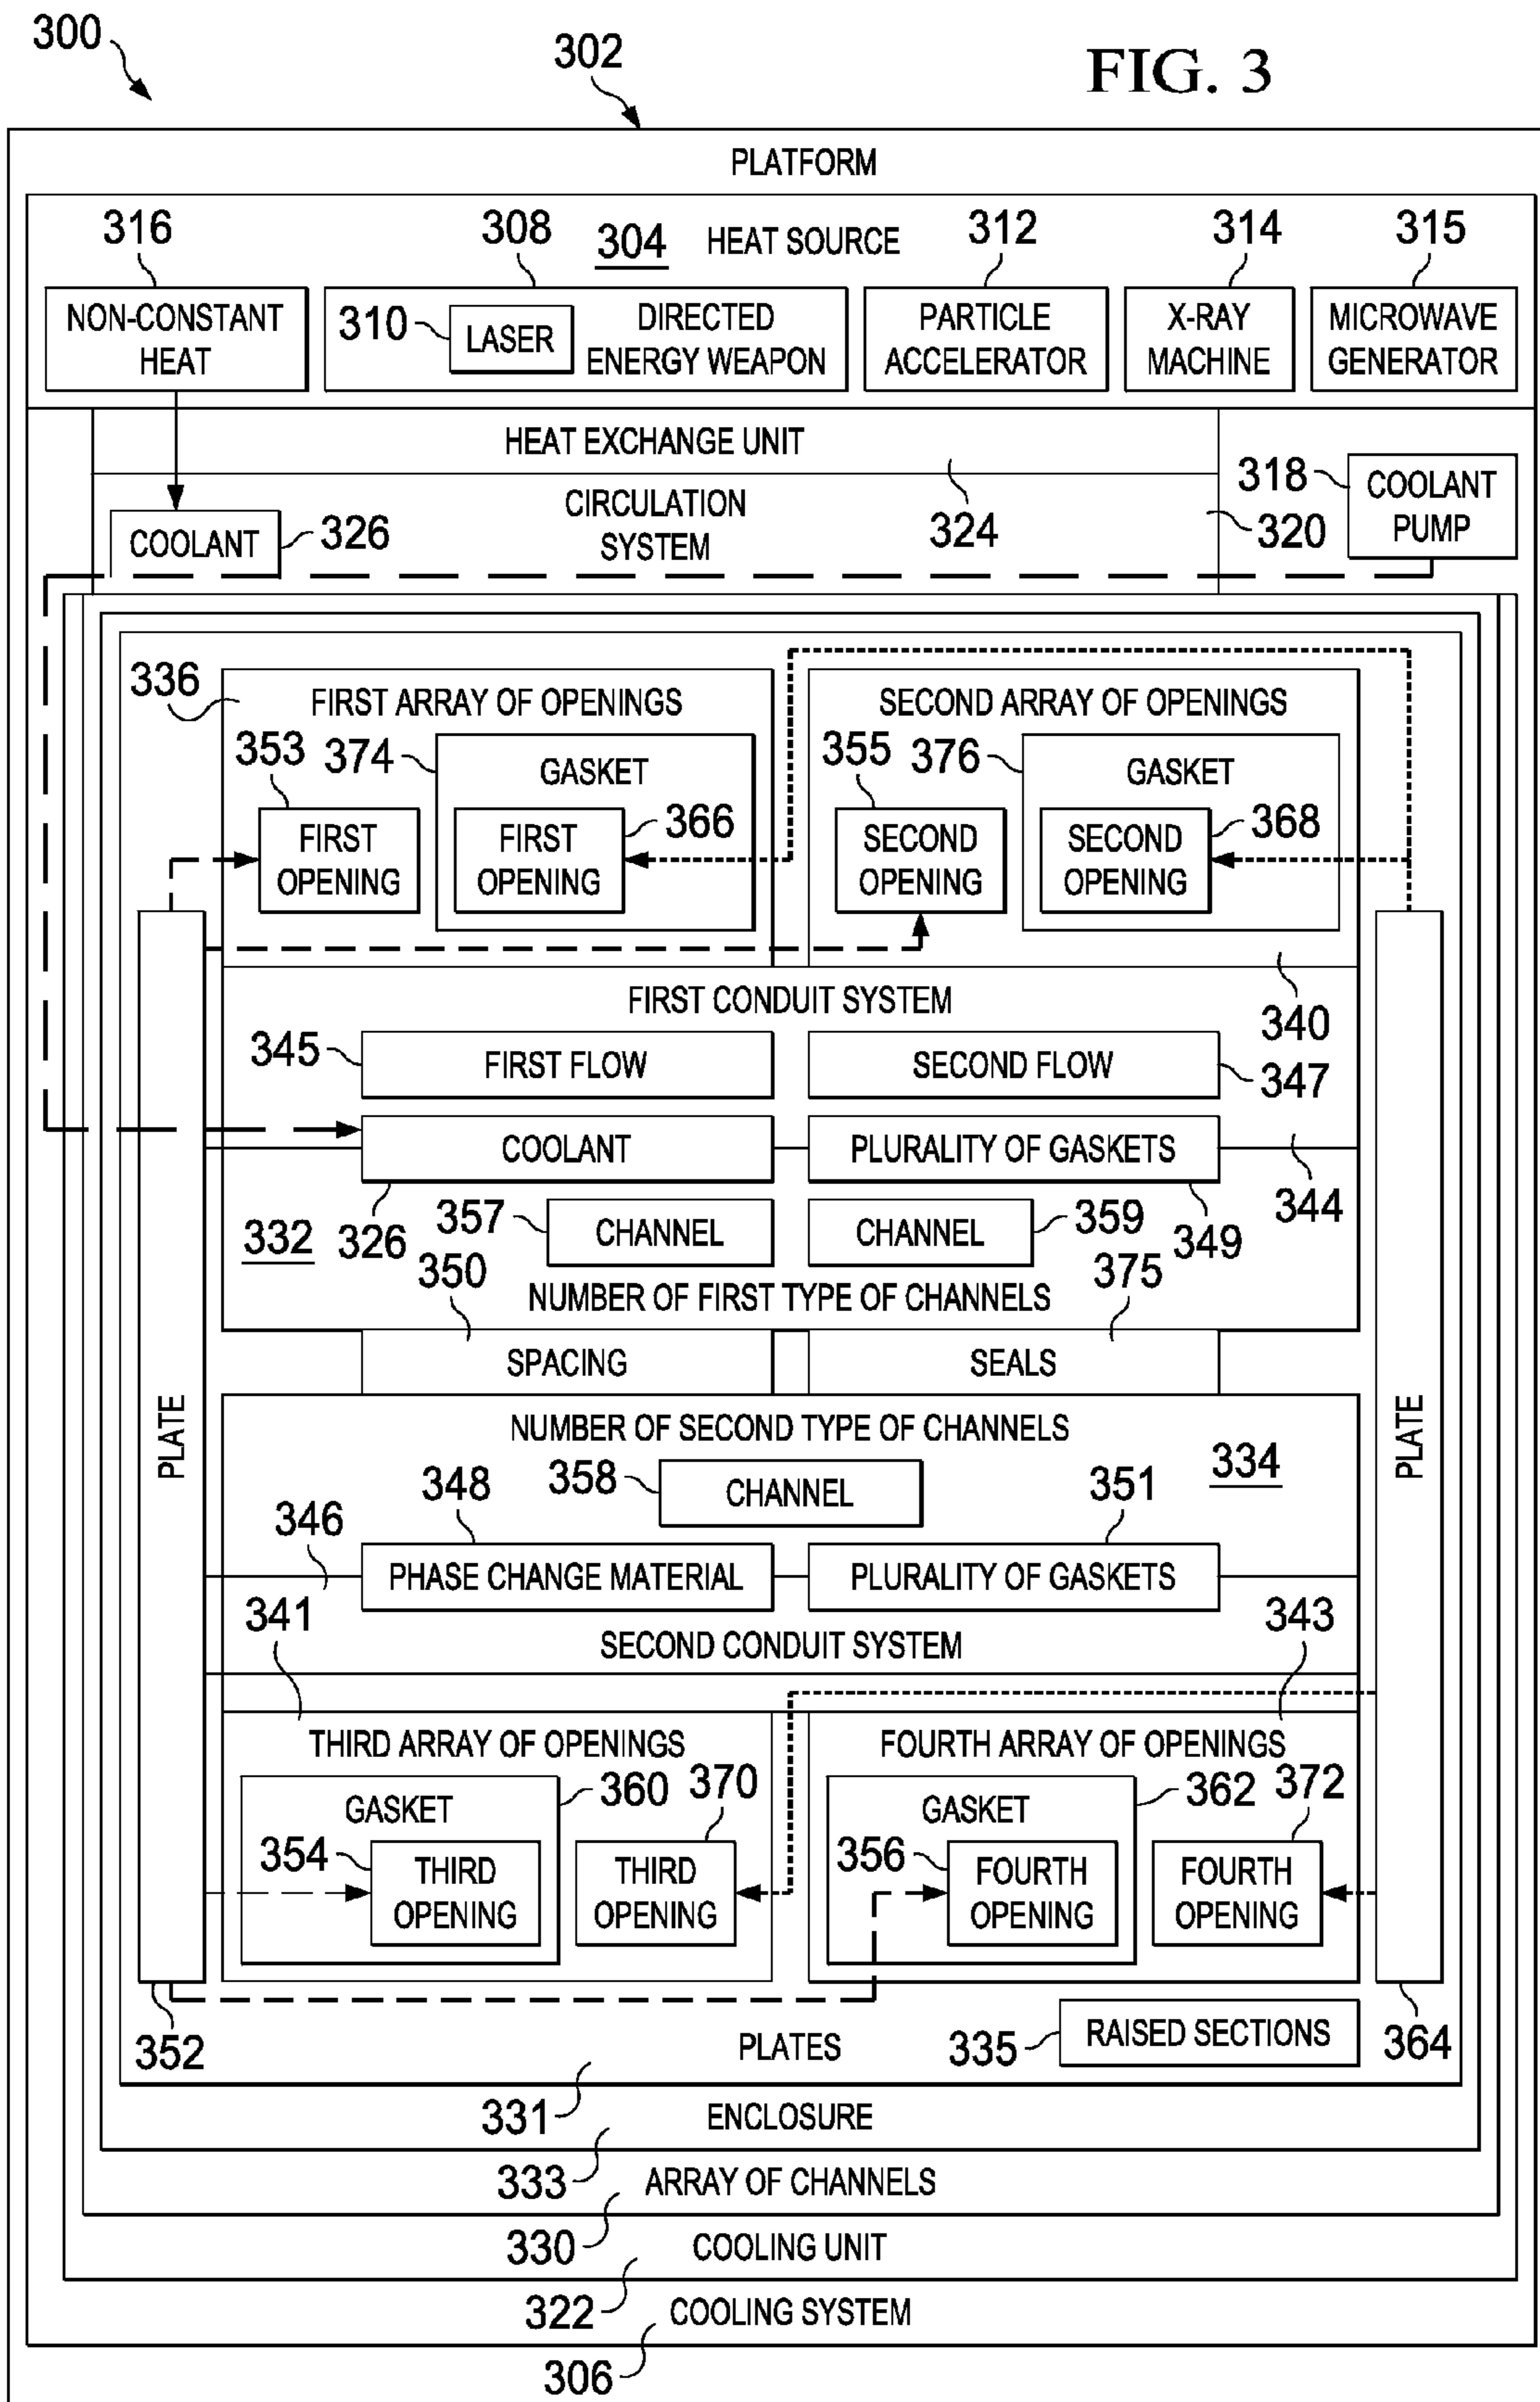 300
302
FIG. 3
PLATFORM
316
308
304
HEAT SOURCE
312
314
315
NON-CONSTANT
HEAT
310
LASER
DIRECTED
ENERGY WEAPON
PARTICLE
ACCELERATOR
X-RAY
MACHINE
MICROWAVE
GENERATOR
HEAT EXCHANGE UNIT
324
CIRCULATION
SYSTEM
COOLANT
326
320
318
COOLANT
PUMP
336
FIRST ARRAY OF OPENINGS
SECOND ARRAY OF OPENINGS
353
374
GASKET
355
376
GASKET
FIRST
OPENING
FIRST
OPENING
366
SECOND
OPENING
SECOND
OPENING
368
FIRST CONDUIT SYSTEM
340
345
FIRST FLOW
SECOND FLOW
347
COOLANT
PLURALITY OF GASKETS
344
332
326
357
CHANNEL
CHANNEL
359
349
350
NUMBER OF FIRST TYPE OF CHANNELS
375
SPACING
SEALS
PLATE
PLATE
NUMBER OF SECOND TYPE OF CHANNELS
348
358
CHANNEL
351
334
346
PHASE CHANGE MATERIAL
PLURALITY OF GASKETS
341
SECOND CONDUIT SYSTEM
343
THIRD ARRAY OF OPENINGS
FOURTH ARRAY OF OPENINGS
GASKET
360
370
GASKET
362
372
354
THIRD
OPENING
THIRD
OPENING
356
FOURTH
OPENING
FOURTH
OPENING
352
PLATES
335
RAISED SECTIONS
364
331
ENCLOSURE
333
ARRAY OF CHANNELS
330
COOLING UNIT
322
COOLING SYSTEM
306